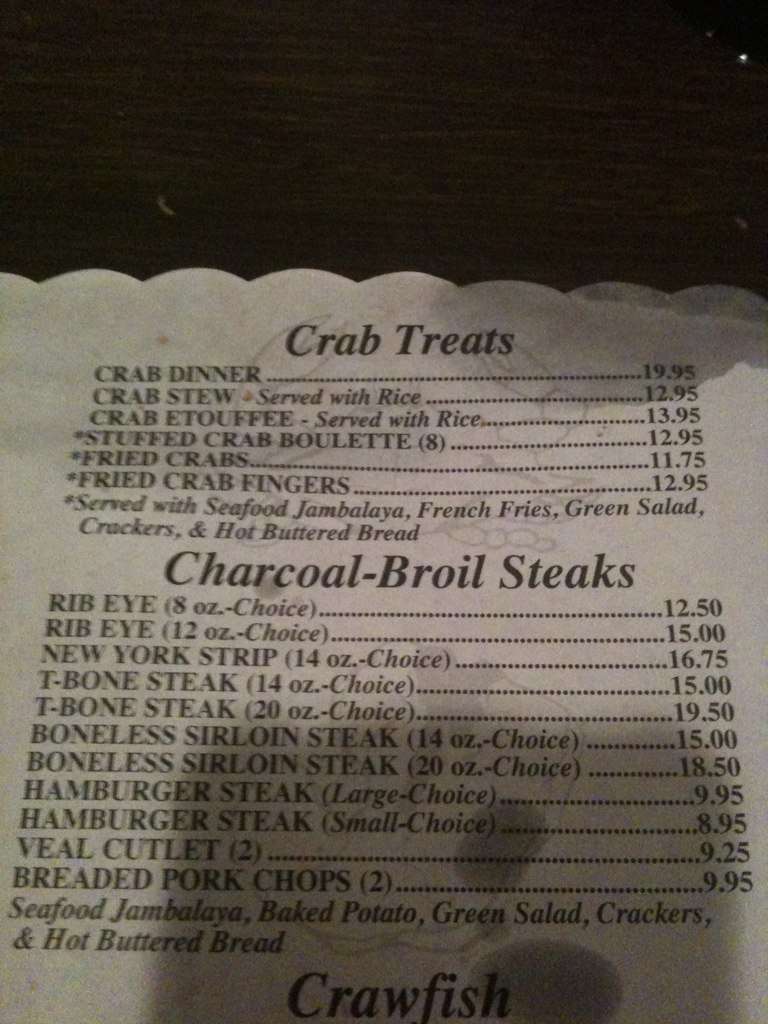 Crab Treats
CRAB DINNER.......................................................19.95
CRAB STEW - Served with Rice ................................12.95
CRAB ETOUFFEE - Served with Rice........................13.95
*STUFFED CRAB BOULETTE (8) .............................12.95
*FRIED CRABS..........................................................11.75
*FRIED CRAB FINGERS...........................................12.95
*Served with Seafood Jambalaya, French Fries, Green Salad,
Crackers, & Hot Buttered Bread
Charcoal-Broil Steaks
RIB EYE (8 oz.-Choice)..................................................12.50
RIB EYE (12 oz.-Choice)................................................15.00
NEW YORK STRIP (14 oz.-Choice)...............................16.75
T-BONE STEAK (14 oz.-Choice)....................................15.00
T-BONE STEAK (20 oz.-Choice)....................................19.50
BONELESS SIRLOIN STEAK (14 oz.-Choice) ............15.00
BONELESS SIRLOIN STEAK (20 oz.-Choice) ............18.50
HAMBURGER STEAK (Large-Choice)..........................9.95
HAMBURGER STEAK (Small-Choice)..........................8.95
VEAL CUTLET (2) .........................................................9.25
BREADED PORK CHOPS (2)........................................9.95
Seafood Jambalaya, Baked Potato, Green Salad, Crackers,
& Hot Buttered Bread
Crawfish